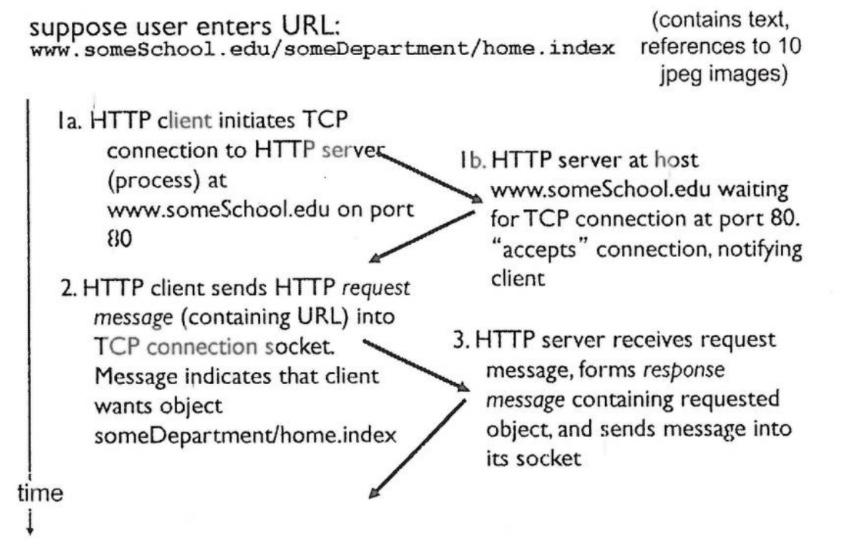 suppose user enters URL:
www.someSchool.edu/someDepartment/home.index
(contains text,
references to 10
jpeg images)
1a. HTTP client initiates TCP
connection to HTTP server
(process) at
www.someSchool.edu on port
80
1b. HTTP server at host
www.someSchool.edu waiting
for TCP connection at port 80.
“accepts” connection, notifying
client
2. HTTP client sends HTTP request
message (containing URL) into
TCP connection socket.
Message indicates that client
wants object
someDepartment/home.index
3. HTTP server receives request
message, forms response
message containing requested
object, and sends message into
its socket
time